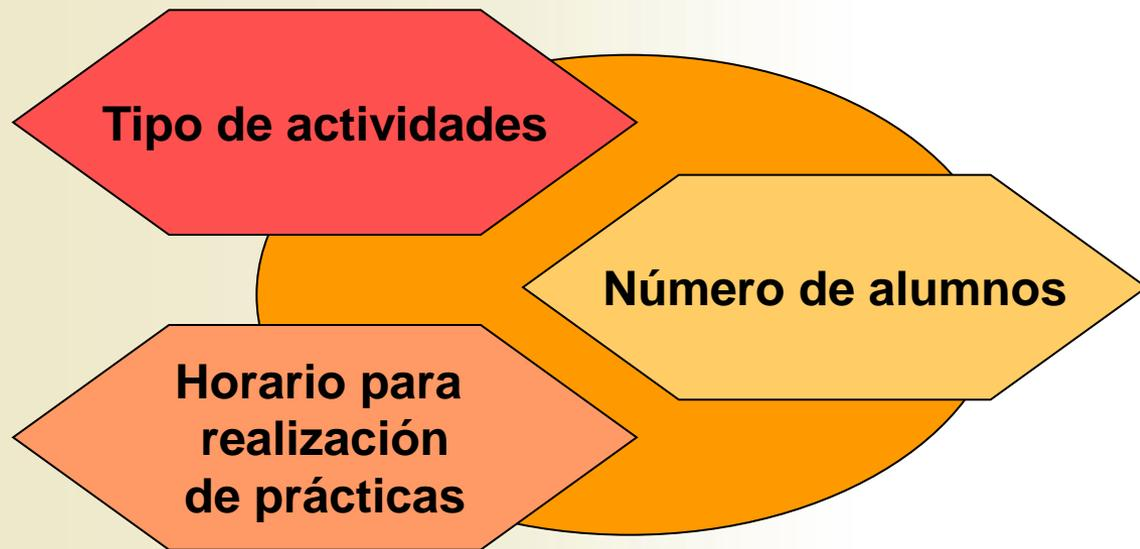 Tipo de actividades
Número de alumnos
Horario para
realización
de prácticas